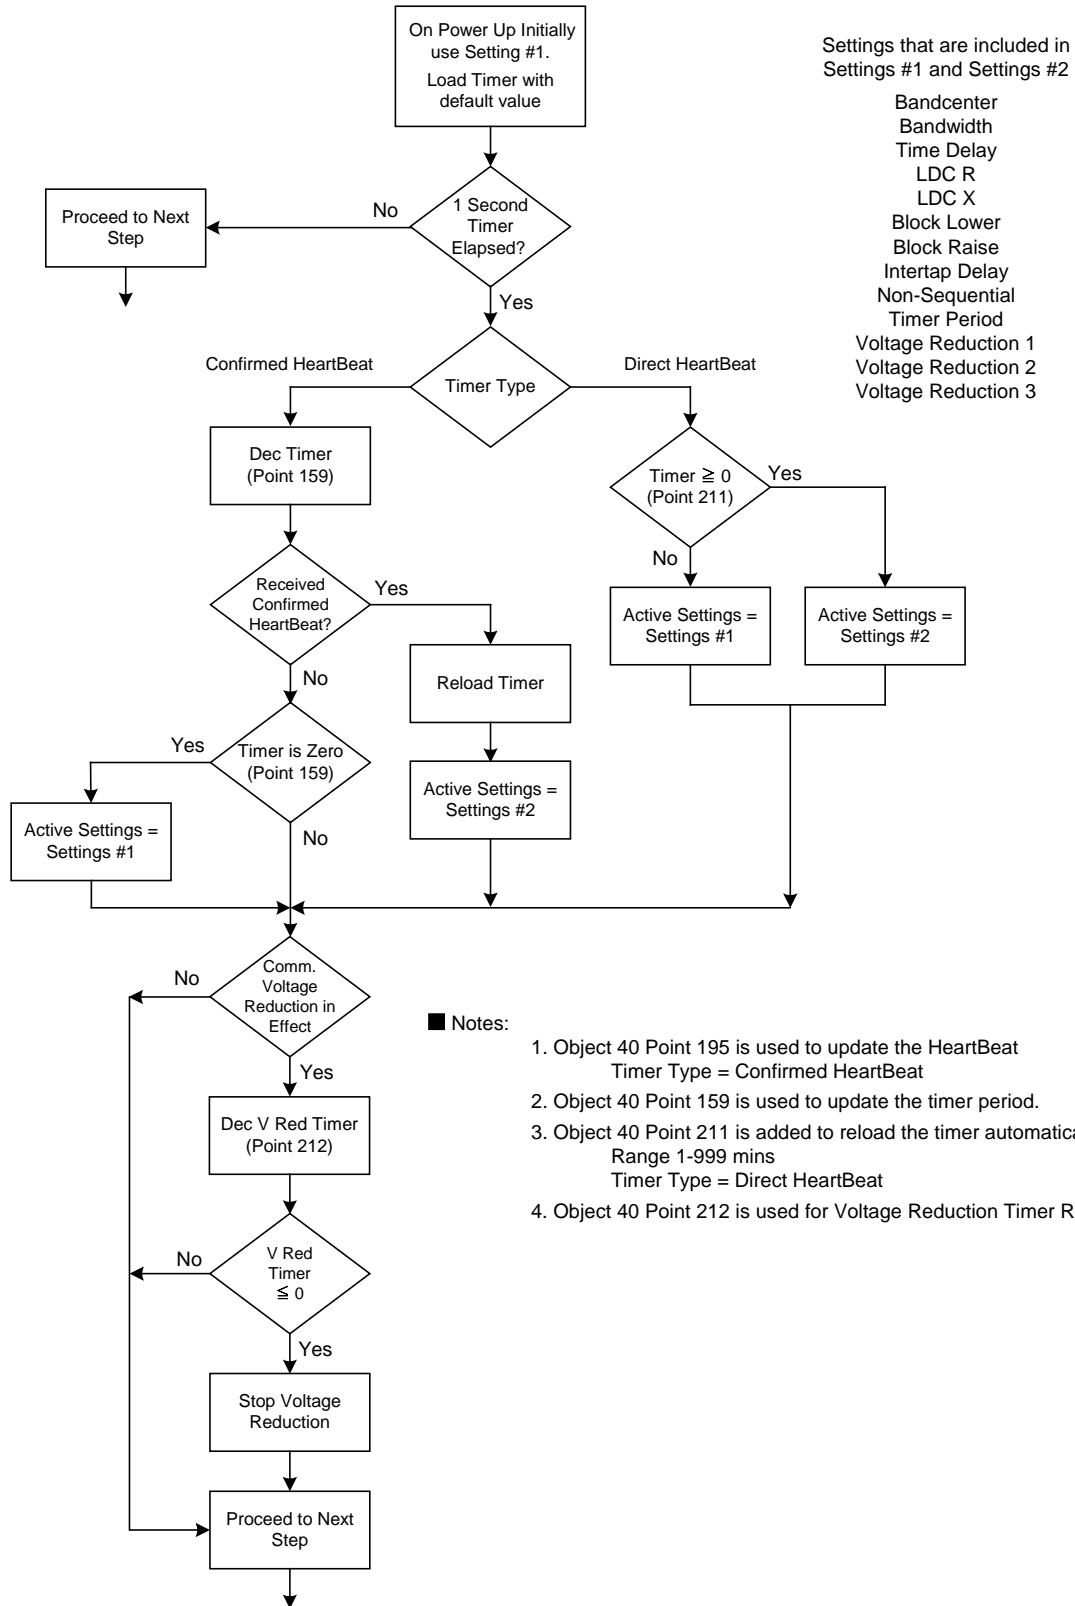 On Power Up Initially
use Setting #1.
Load Timer with
default value
Settings that are included in
Settings #1 and Settings #2
Bandcenter
Bandwidth
Time Delay
LDC R
LDC X
Block Lower
Block Raise
Intertap Delay
Non-Sequential
Timer Period
Voltage Reduction 1
Voltage Reduction 2
Voltage Reduction 3
1 Second
Timer
Elapsed?
No
Proceed to Next
Step
Yes
Timer Type
Confirmed HeartBeat
Direct HeartBeat
Dec Timer
(Point 159)
Timer ≧ 0
(Point 211)
Yes
No
Received
Confirmed
HeartBeat?
Yes
No
Active Settings =
Settings #1
Active Settings =
Settings #2
Reload Timer
Timer is Zero
(Point 159)
Yes
No
Active Settings =
Settings #2
Active Settings =
Settings #1
Comm.
Voltage
Reduction in
Effect
No
Yes
■ Notes:
1. Object 40 Point 195 is used to update the HeartBeat
Timer Type = Confirmed HeartBeat
2. Object 40 Point 159 is used to update the timer period.
3. Object 40 Point 211 is added to reload the timer automatica
Range 1-999 mins
Timer Type = Direct HeartBeat
4. Object 40 Point 212 is used for Voltage Reduction Timer R
Dec V Red Timer
(Point 212)
V Red
Timer
≦ 0
No
Yes
Stop Voltage
Reduction
Proceed to Next
Step